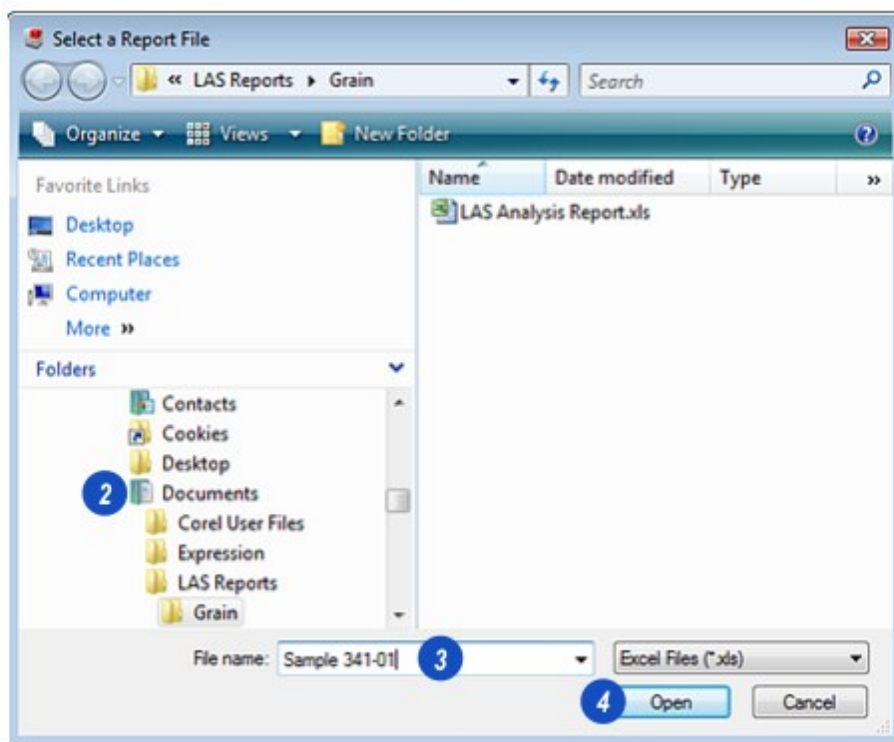 Select a Report File
« LAS Reports ▸ Grain Search
Organize Views New Folder
Favorite Links
Desktop
Recent Places
Computer
More »
Folders
Contacts
Cookies
Desktop
2 Documents
Corel User Files
Expression
LAS Reports
Grain
Name Date modified Type »
LAS Analysis Report.xls
File name: Sample 341-01 3 Excel Files (*.xls)
4 Open Cancel